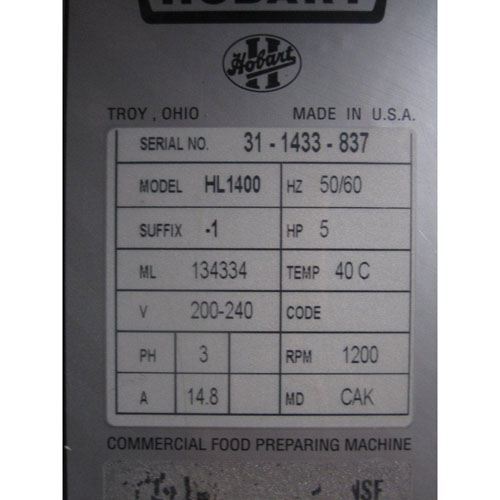 HOBART
Hobart
TROY, OHIO MADE IN U.S.A.
SERIAL NO. 31 - 1433 - 837
MODEL HL1400 HZ 50/60
SUFFIX -1 HP 5
ML 134334 TEMP 40 C
V 200-240 CODE
PH 3 RPM 1200
A 14.8 MD CAK
COMMERCIAL FOOD PREPARING MACHINE